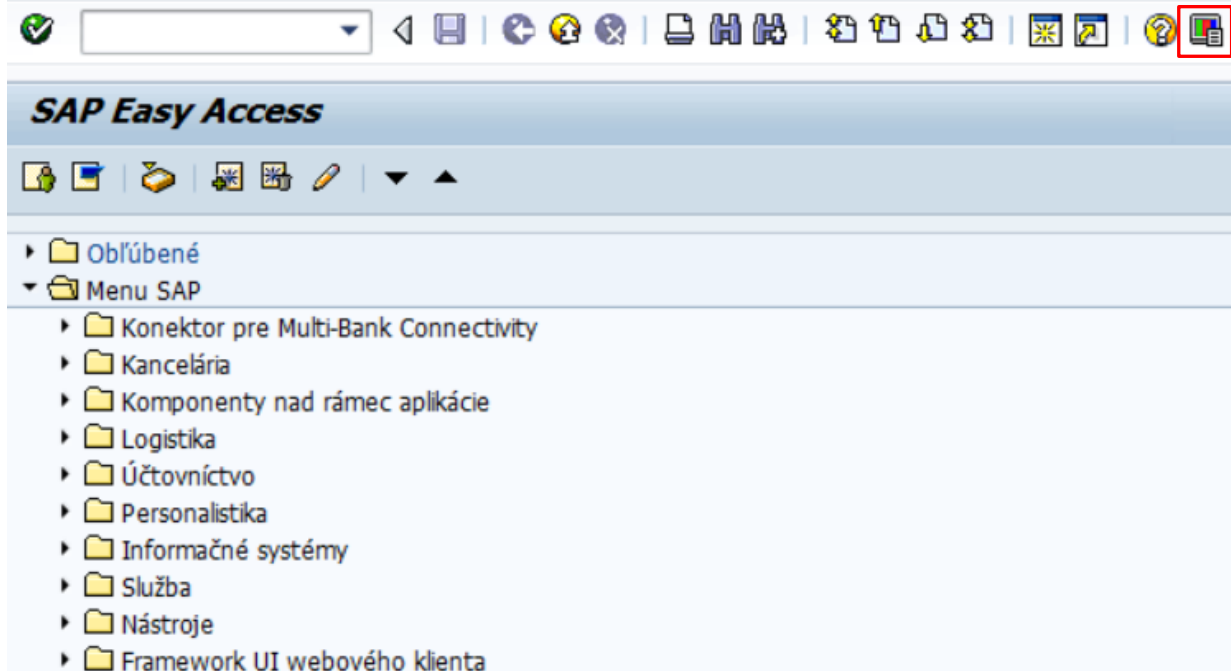 SAP Easy Access
Obľúbené
Menu SAP
Konektor pre Multi-Bank Connectivity
Kancelária
Komponenty nad rámec aplikácie
Logistika
Účtovníctvo
Personalistika
Informačné systémy
Služba
Nástroje
Framework UI webového klienta